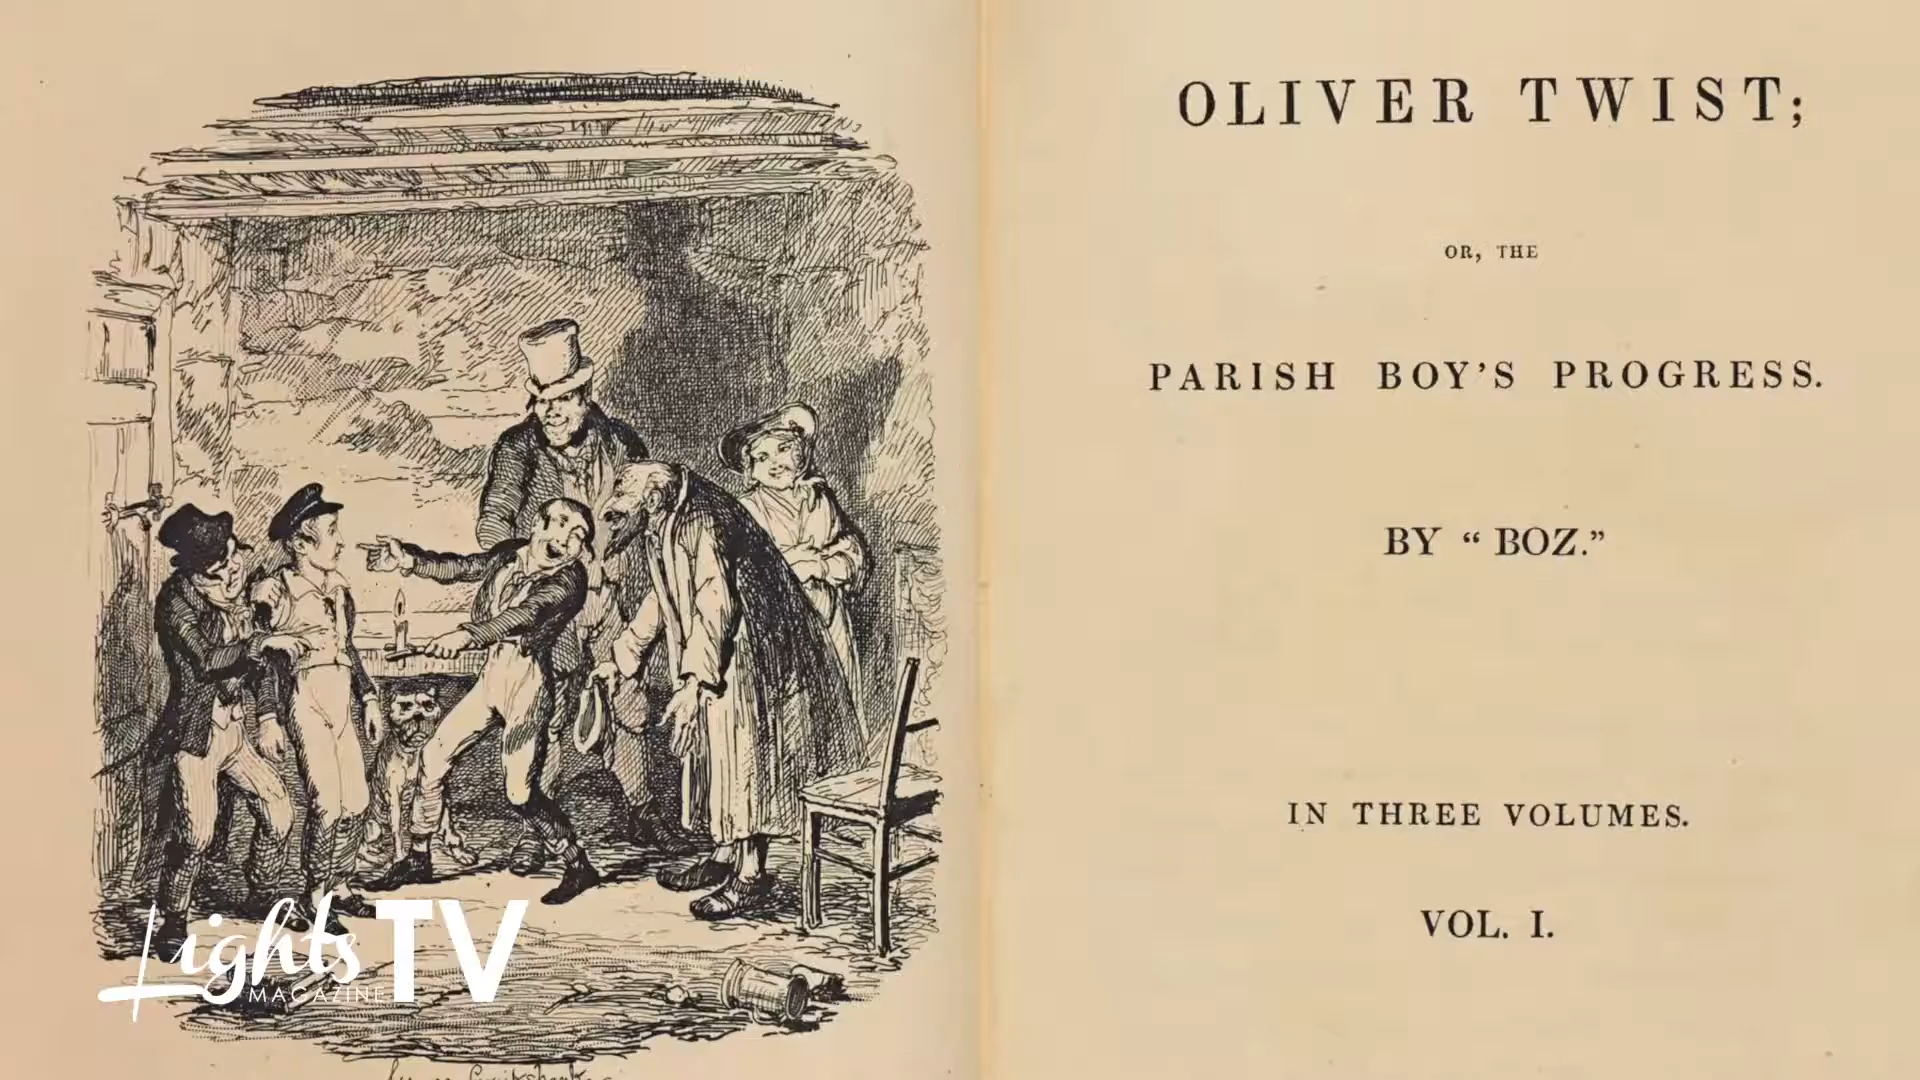 OLIVER TWIST;
OR, THE
PARISH BOY'S PROGRESS.
BY “ BOZ.”
IN THREE VOLUMES.
VOL. I.
Lights TV
MAGAZINE